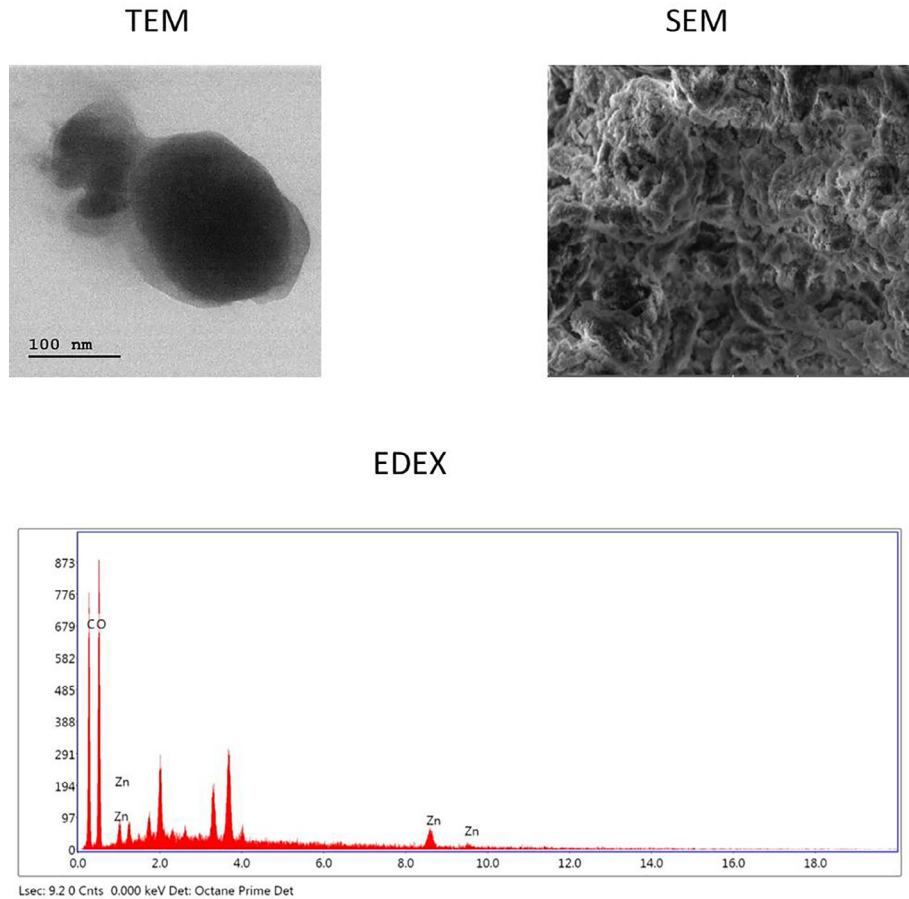 TEM
SEM
100 nm
EDEX
873
776
679
582
485
388
291
194
97
0
C O
Zn
Zn
Zn
Zn
0.0 2.0 4.0 6.0 8.0 10.0 12.0 14.0 16.0 18.0
Lsec: 9.2 0 Cnts 0.000 keV Det: Octane Prime Det